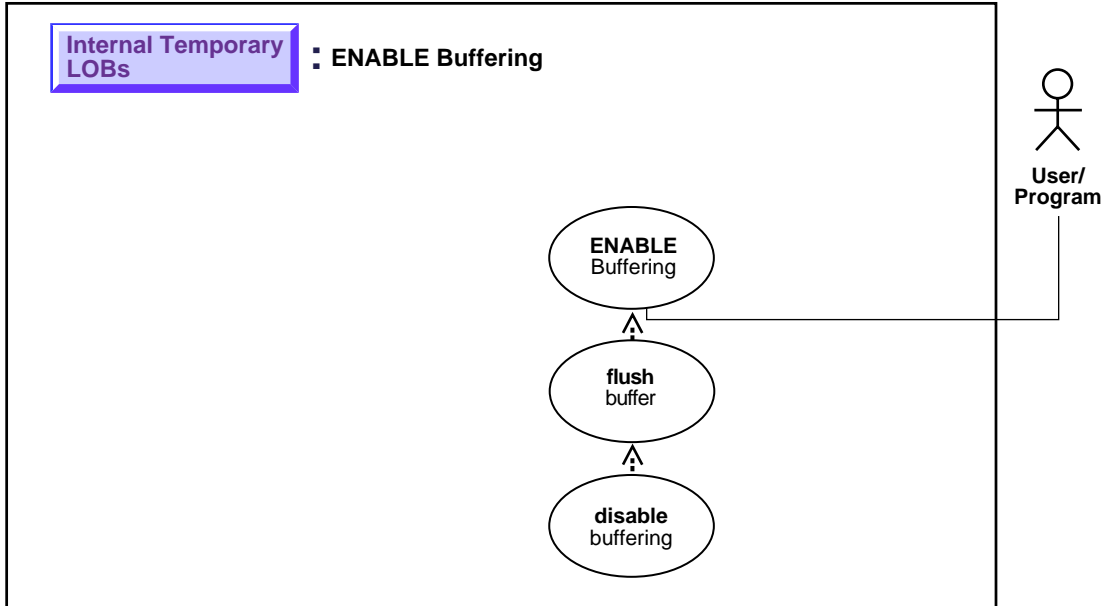 Internal Temporary
LOBs
: ENABLE Buffering
User/
Program
ENABLE
Buffering
flush
buffer
disable
buffering